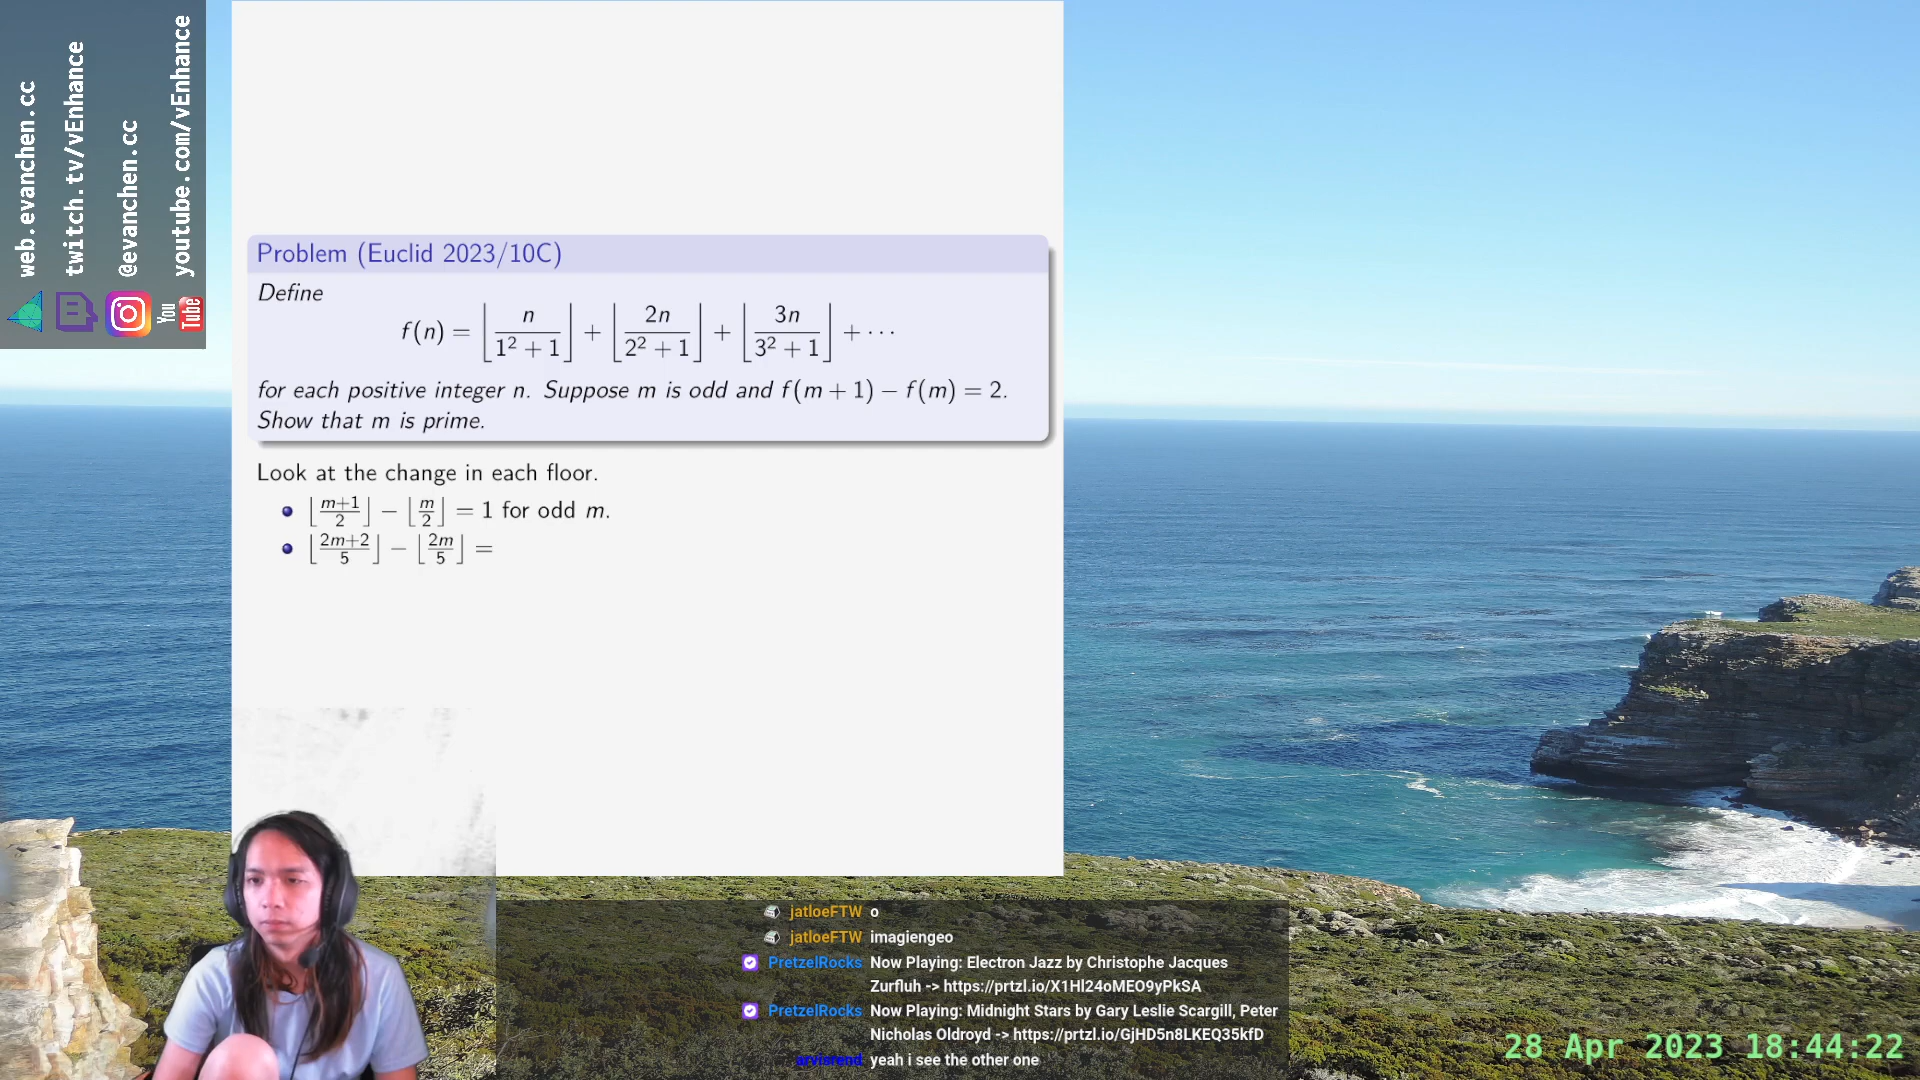 web.evanchen.cc
twitch.tv/vEnhance
@evanchen.cc
youtube.com/vEnhance
You
Tube
Problem (Euclid 2023/10C)
Define
f(n) = ⌊n/(1² + 1)⌋ + ⌊2n/(2² + 1)⌋ + ⌊3n/(3² + 1)⌋ + ···
for each positive integer n. Suppose m is odd and f(m + 1) − f(m) = 2.
Show that m is prime.
Look at the change in each floor.
⌊(m+1)/2⌋ − ⌊m/2⌋ = 1 for odd m.
⌊(2m+2)/5⌋ − ⌊2m/5⌋ =
jatloeFTW o
jatloeFTW imagiengeo
PretzelRocks Now Playing: Electron Jazz by Christophe Jacques
Zurfluh -> https://prtzl.io/X1Hl24oMEO9yPkSA
PretzelRocks Now Playing: Midnight Stars by Gary Leslie Scargill, Peter
Nicholas Oldroyd -> https://prtzl.io/GjHD5n8LKEQ35kfD
arvisrend yeah i see the other one
28 Apr 2023 18:44:22